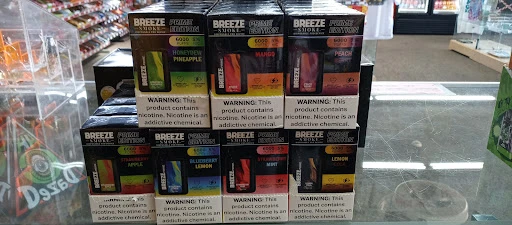 BREEZE
SMOKE
PRIME
EDITION
6000
HONEYDEW
PINEAPPLE
WARNING: This
product contains
nicotine. Nicotine is an
addictive chemical.
BREEZE
SMOKE
PRIME
EDITION
6000
MANGO
WARNING: This
product contains
nicotine. Nicotine is an
addictive chemical.
BREEZE
SMOKE
PRIME
EDITION
6000
WARNING: This
product contains
nicotine. Nicotine is an
addictive chemical.
BREEZE
SMOKE
PRIME
EDITION
STRAWBERRY
APPLE
WARNING: This
product contains
nicotine. Nicotine is an
addictive chemical.
BREEZE
SMOKE
PRIME
EDITION
BLUEBERRY
LEMON
WARNING: This
product contains
nicotine. Nicotine is an
addictive chemical.
BREEZE
SMOKE
PRIME
EDITION
STRAWBERRY
MINT
WARNING: This
product contains
nicotine. Nicotine is an
addictive chemical.
BREEZE
SMOKE
PRIME
EDITION
LEMON
WARNING: This
product contains
nicotine. Nicotine is an
addictive chemical.
Dazed